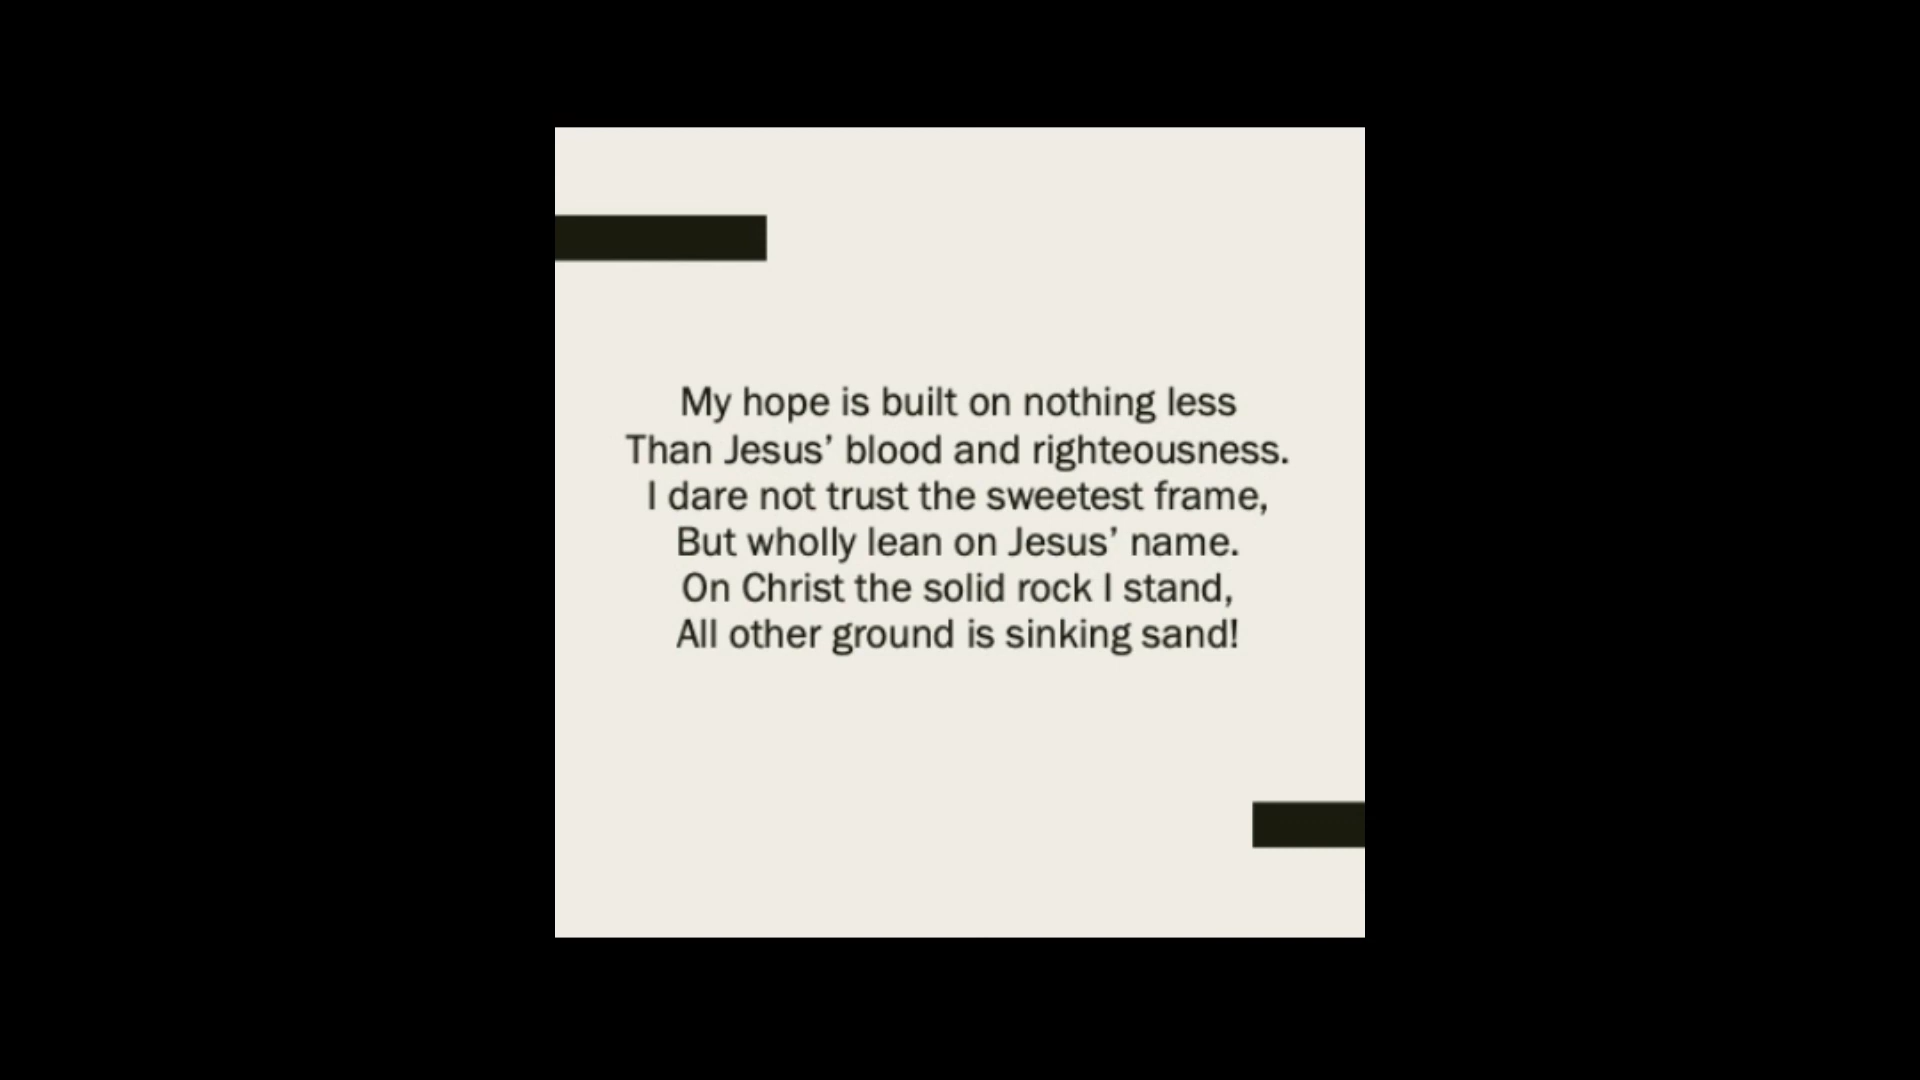 My hope is built on nothing less
Than Jesus’ blood and righteousness.
I dare not trust the sweetest frame,
But wholly lean on Jesus’ name.
On Christ the solid rock I stand,
All other ground is sinking sand!